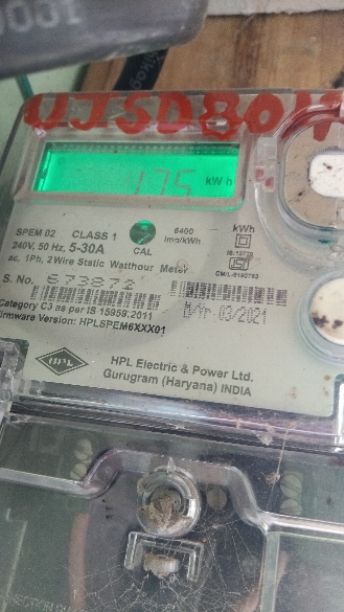 UJSD804
175 kWh
SPEM 02 CLASS 1
240V, 50 Hz, 5-30A
CAL
6400
imp/kWh
kWh
ac, 1Ph, 2Wire Static Watthour Meter
S. No. 673872
M/Yr. 03/2021
Category C3 as per IS 15959:2011
Firmware Version: HPLSPEM6XXX01
HPL
HPL Electric & Power Ltd.
Gurugram (Haryana) INDIA